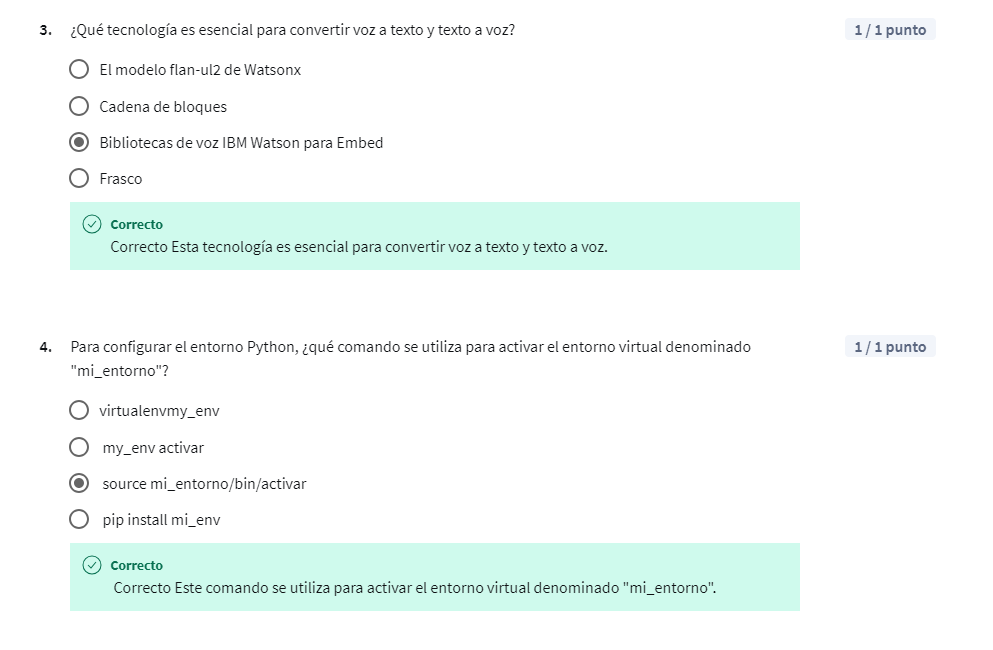 3. ¿Qué tecnología es esencial para convertir voz a texto y texto a voz? 1 / 1 punto
El modelo flan-ul2 de Watsonx
Cadena de bloques
Bibliotecas de voz IBM Watson para Embed
Frasco
Correcto
Correcto Esta tecnología es esencial para convertir voz a texto y texto a voz.
4. Para configurar el entorno Python, ¿qué comando se utiliza para activar el entorno virtual denominado 1 / 1 punto
"mi_entorno"?
virtualenvmy_env
my_env activar
source mi_entorno/bin/activar
pip install mi_env
Correcto
Correcto Este comando se utiliza para activar el entorno virtual denominado "mi_entorno".